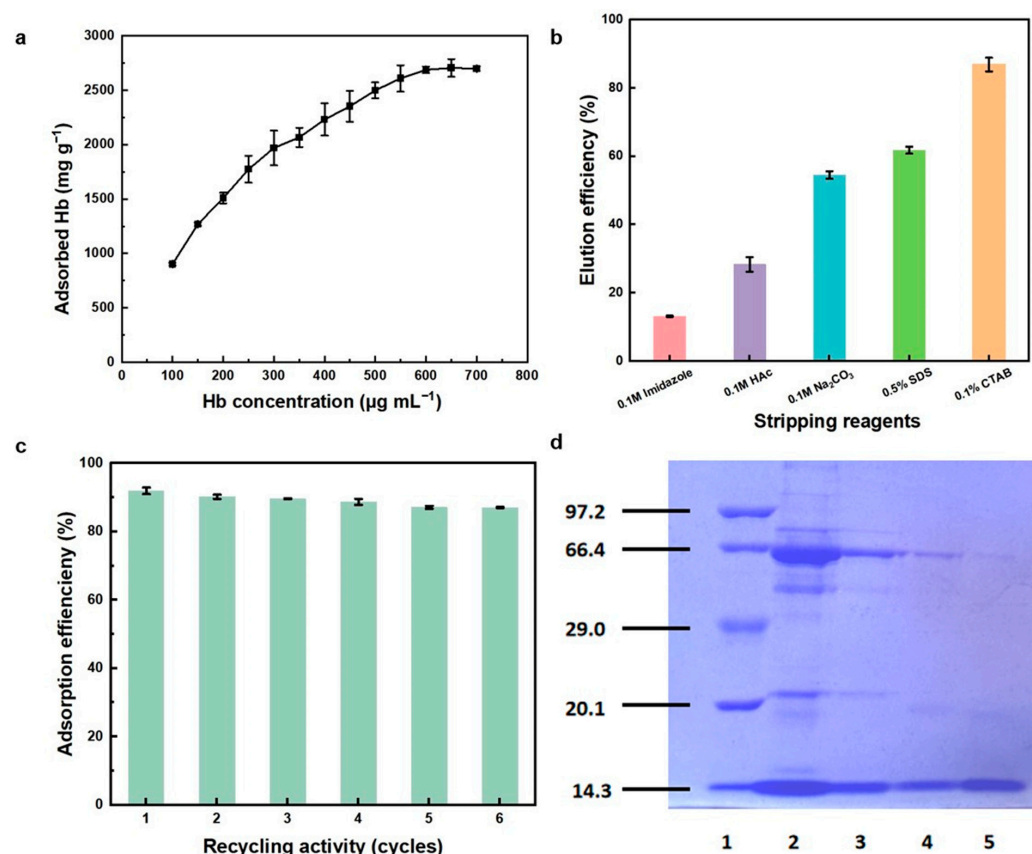 a
3000
2500
2000
1500
1000
500
0
0 100 200 300 400 500 600 700 800
Adsorbed Hb (mg g⁻¹)
Hb concentration (µg mL⁻¹)
b
100
80
60
40
20
0
Elution efficiency (%)
0.1M Imidazole
0.1M HAc
0.1M Na₂CO₃
0.5% SDS
0.1% CTAB
Stripping reagents
c
100
80
60
40
20
0
Adsorption effiencieny (%)
1 2 3 4 5 6
Recycling activity (cycles)
d
97.2
66.4
29.0
20.1
14.3
1 2 3 4 5